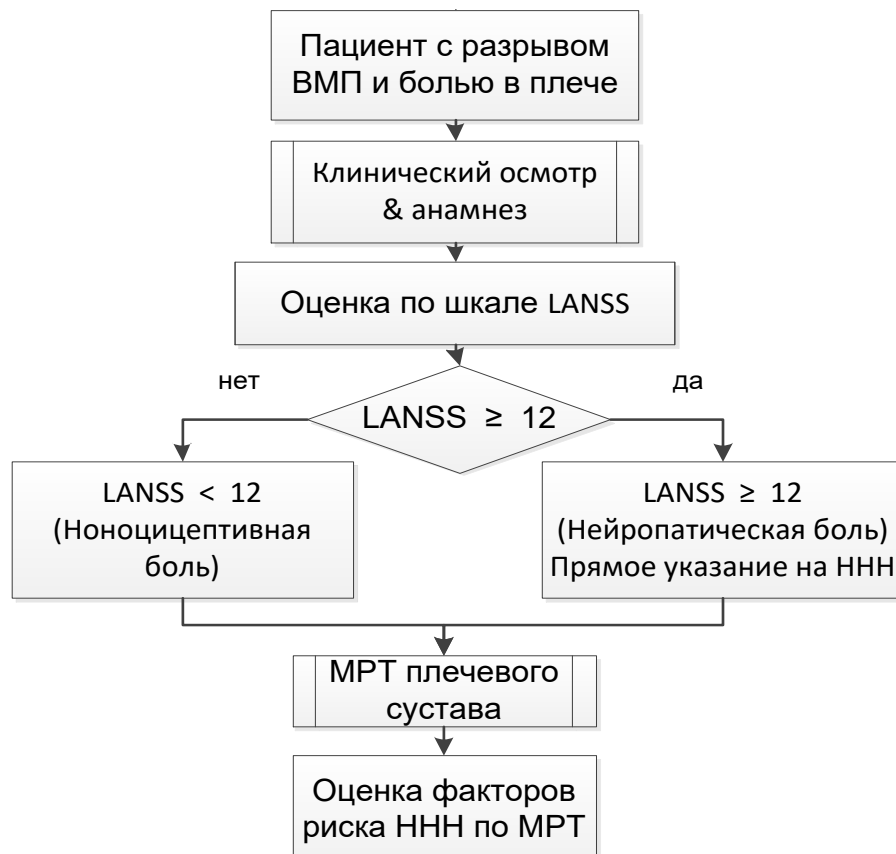 Пациент с разрывом
ВМП и болью в плече
Клинический осмотр
& анамнез
Оценка по шкале LANSS
нет
да
LANSS ≥ 12
LANSS < 12
(Ноноцицептивная
боль)
LANSS ≥ 12
(Нейропатическая боль)
Прямое указание на ННН
МРТ плечевого
сустава
Оценка факторов
риска ННН по МРТ